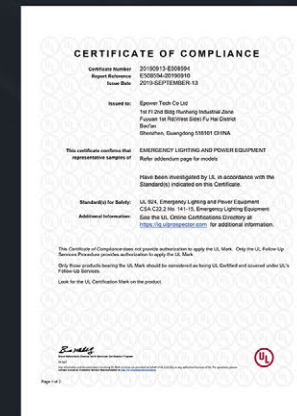 CERTIFICATE OF COMPLIANCE
Certificate Number 20190913-E508594
Report Reference E508594-20190910
Issue Date 2019-SEPTEMBER-13
Issued to: Epower Tech Co Ltd
1st Fl 2nd Bldg Runheng Industrial Zone
Fuyuan 1st Rd(West Side) Fu Hai District
Bao'an
Shenzhen, Guangdong 518101 CHINA
This certificate confirms that EMERGENCY LIGHTING AND POWER EQUIPMENT
representative samples of Refer addendum page for models
Have been investigated by UL in accordance with the
Standard(s) indicated on this Certificate.
Standard(s) for Safety: UL 924, Emergency Lighting and Power Equipment
CSA C22.2 No. 141-15, Emergency Lighting Equipment
Additional Information: See the UL Online Certifications Directory at
https://iq.ulprospector.com for additional information.
This Certificate of Compliance does not provide authorization to apply the UL Mark. Only the UL Follow-Up
Services Procedure provides authorization to apply the UL Mark.
Only those products bearing the UL Mark should be considered as being UL Certified and covered under UL's
Follow-Up Services.
Look for the UL Certification Mark on the product.
UL
Page 1 of 2